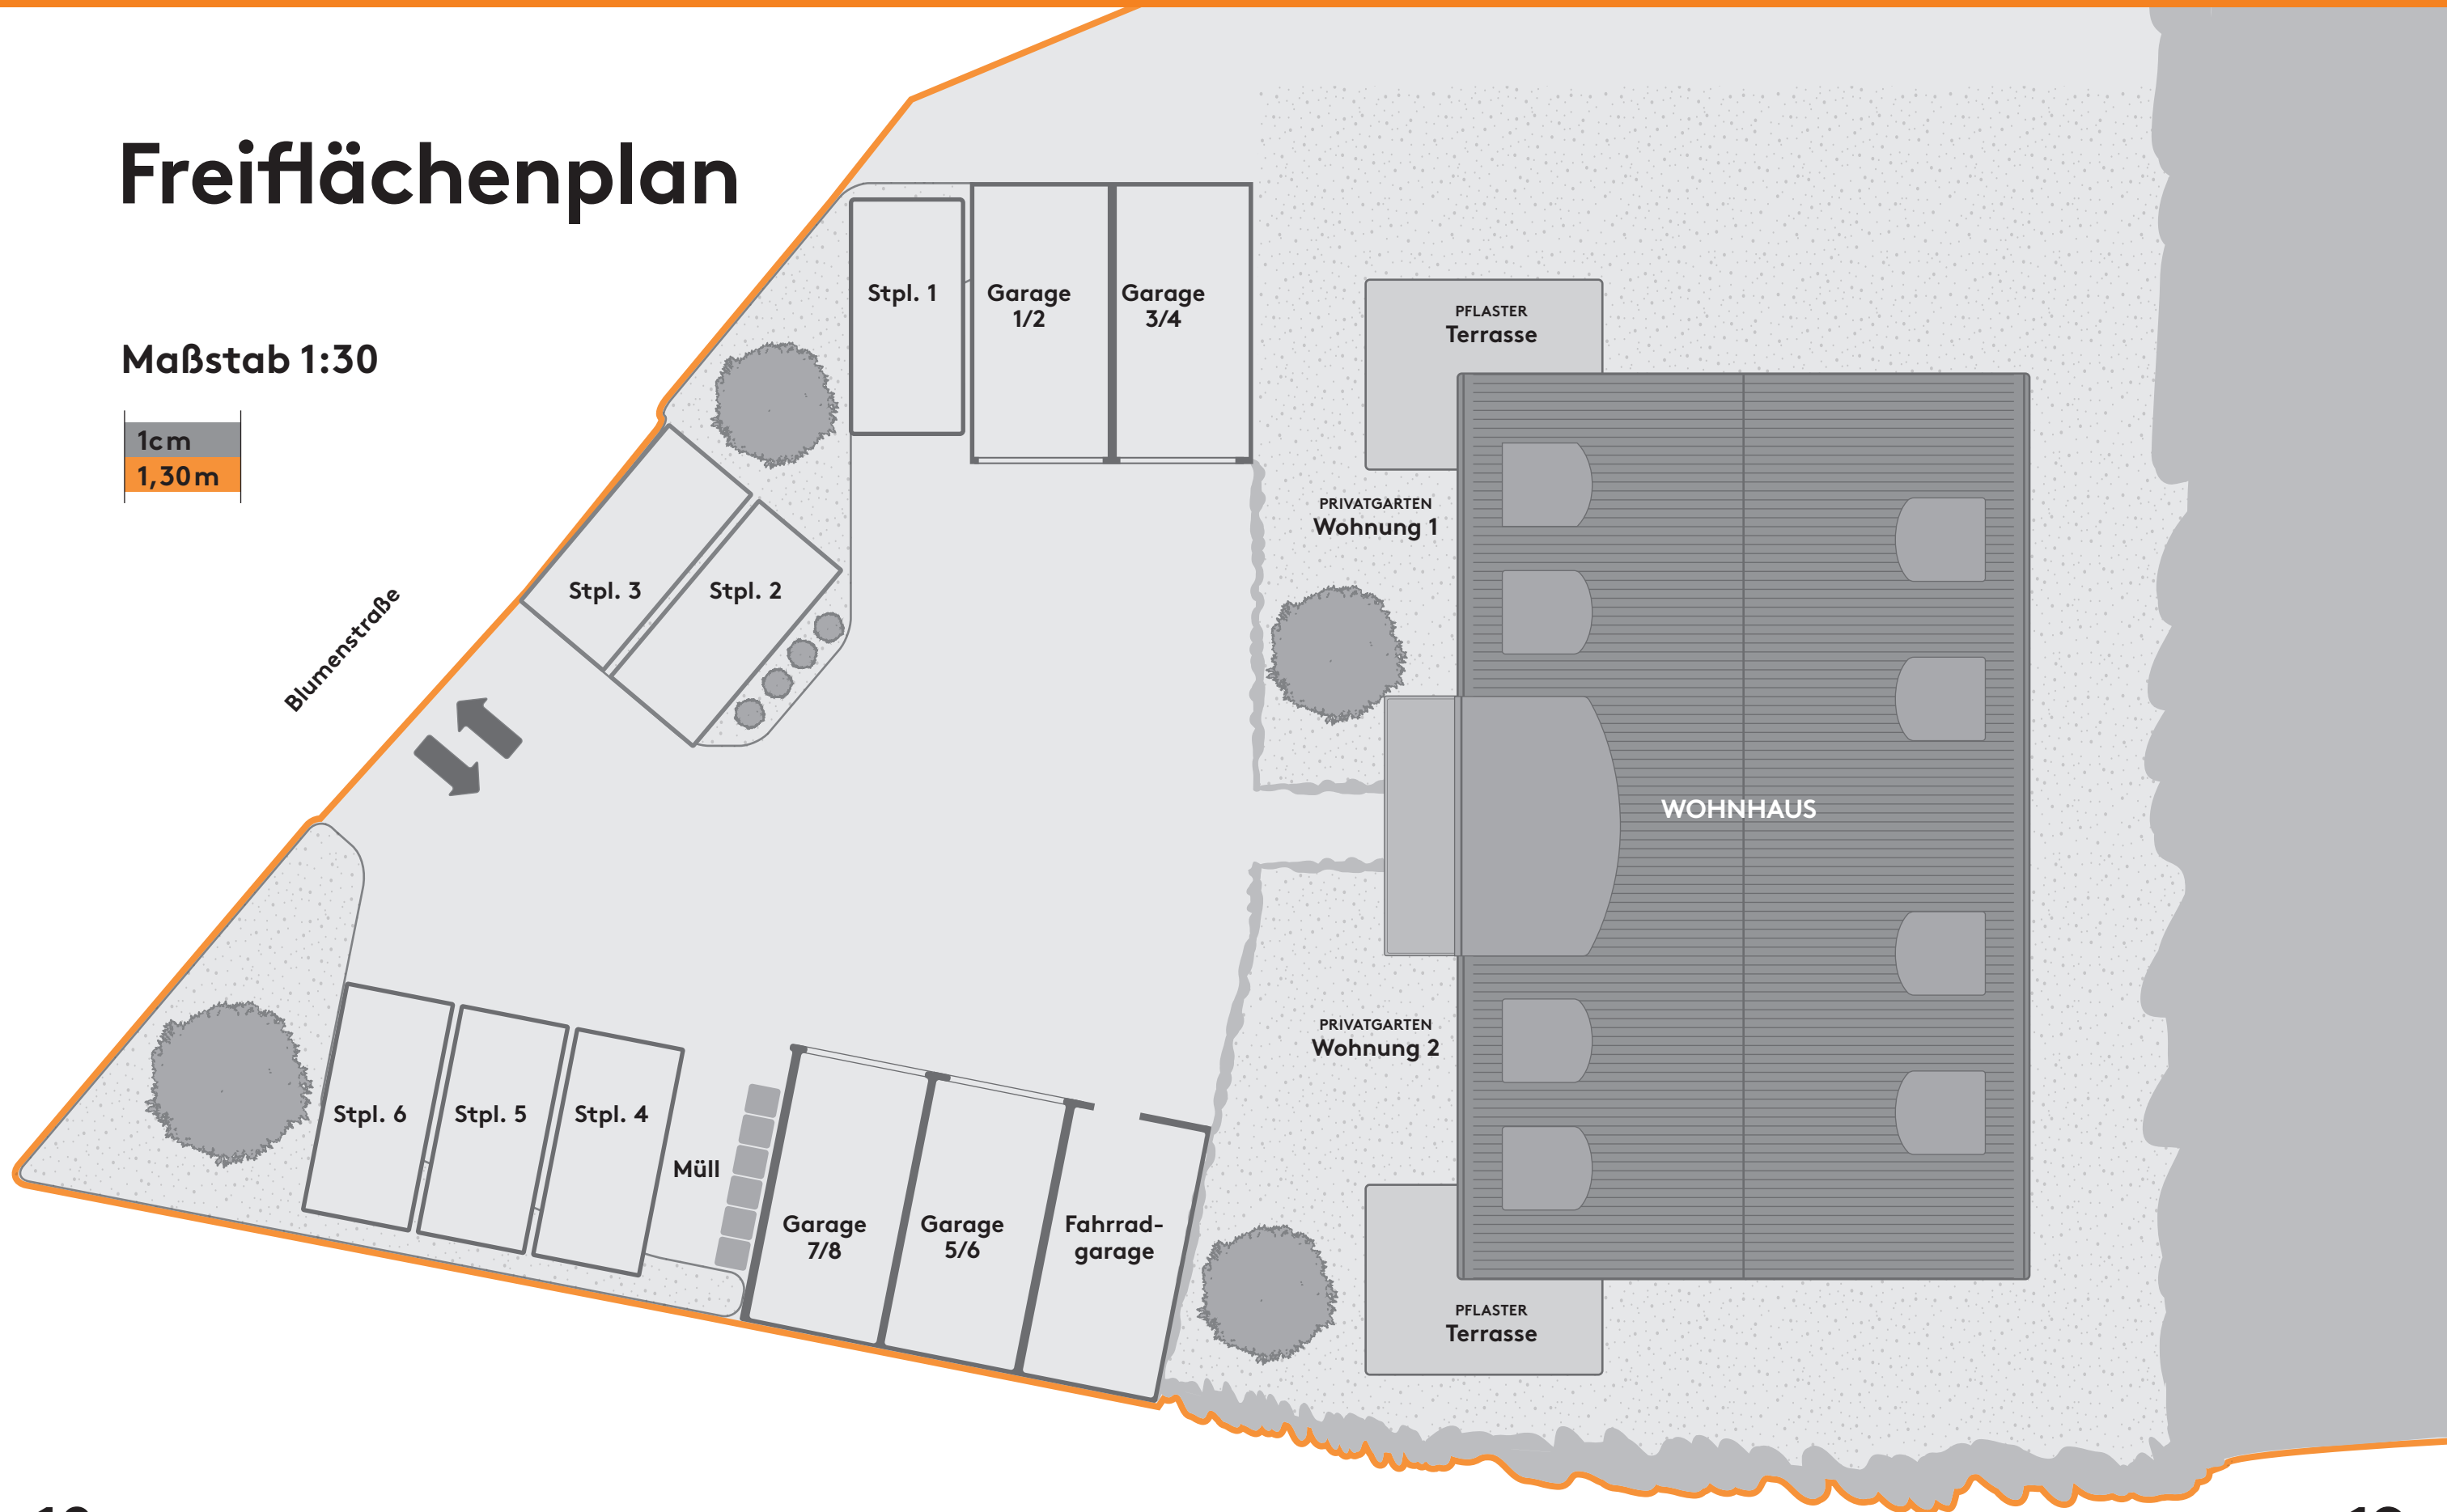 Freiflächenplan
Maßstab 1:30
1cm
1,30m
Blumenstraße
Stpl. 1
Garage
1/2
Garage
3/4
PFLASTER
Terrasse
PRIVATGARTEN
Wohnung 1
Stpl. 3
Stpl. 2
WOHNHAUS
PRIVATGARTEN
Wohnung 2
Stpl. 6
Stpl. 5
Stpl. 4
Müll
Garage
7/8
Garage
5/6
Fahrrad-
garage
PFLASTER
Terrasse